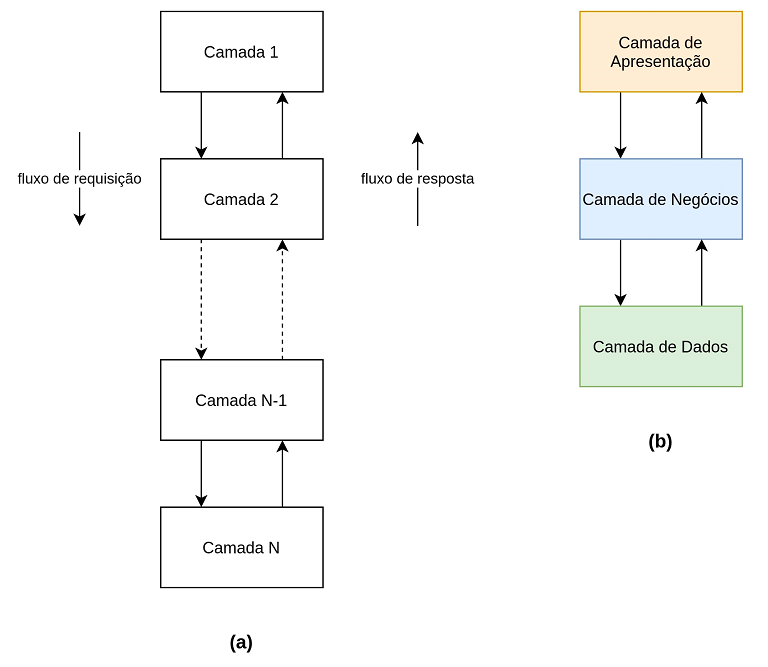 Camada 1
fluxo de requisição
Camada 2
fluxo de resposta
Camada N-1
Camada N
(a)
Camada de
Apresentação
Camada de Negócios
Camada de Dados
(b)